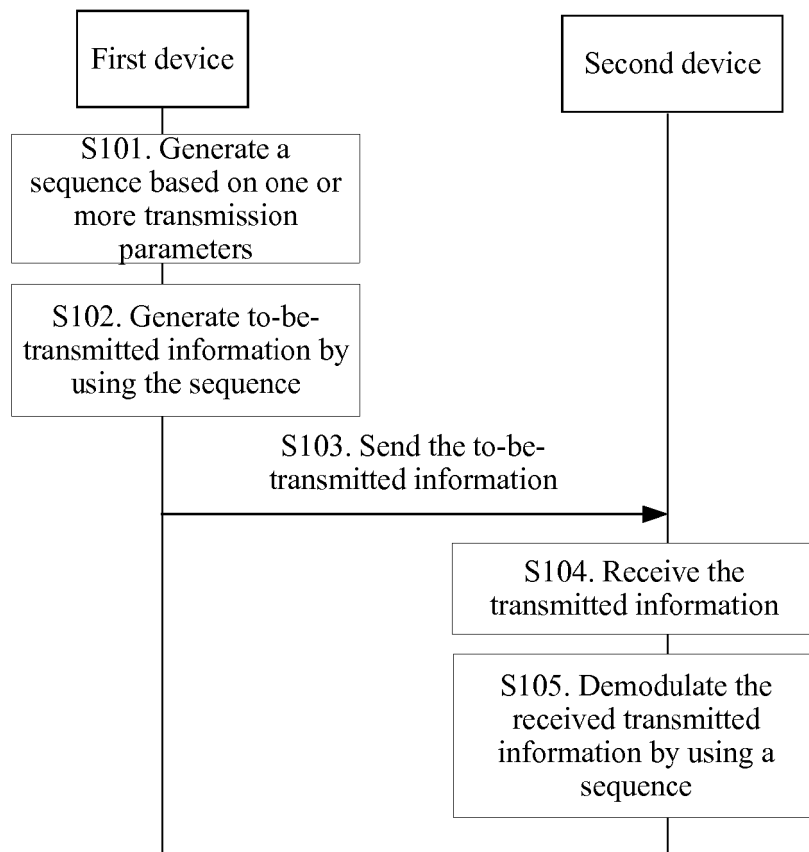 First device
Second device
S101. Generate a
sequence based on one or
more transmission
parameters
S102. Generate to-be-
transmitted information by
using the sequence
S103. Send the to-be-
transmitted information
S104. Receive the
transmitted information
S105. Demodulate the
received transmitted
information by using a
sequence